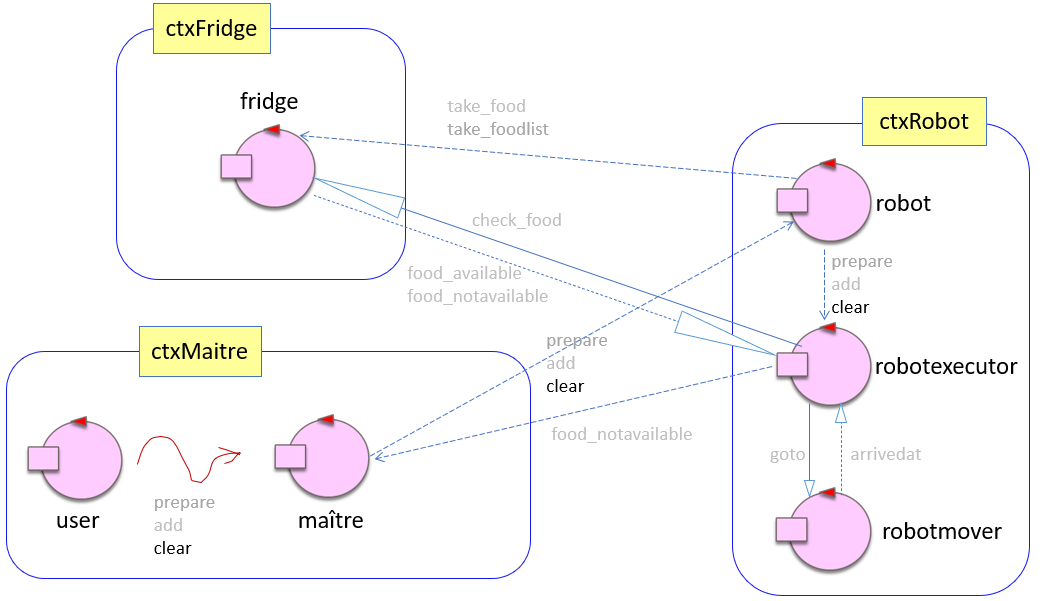 ctxFridge
fridge
take_food
take_foodlist
ctxRobot
robot
check_food
prepare
add
clear
food_available
food_notavailable
ctxMaitre
prepare
add
clear
robotexecutor
food_notavailable
goto
arrivedat
user
prepare
add
clear
maître
robotmover